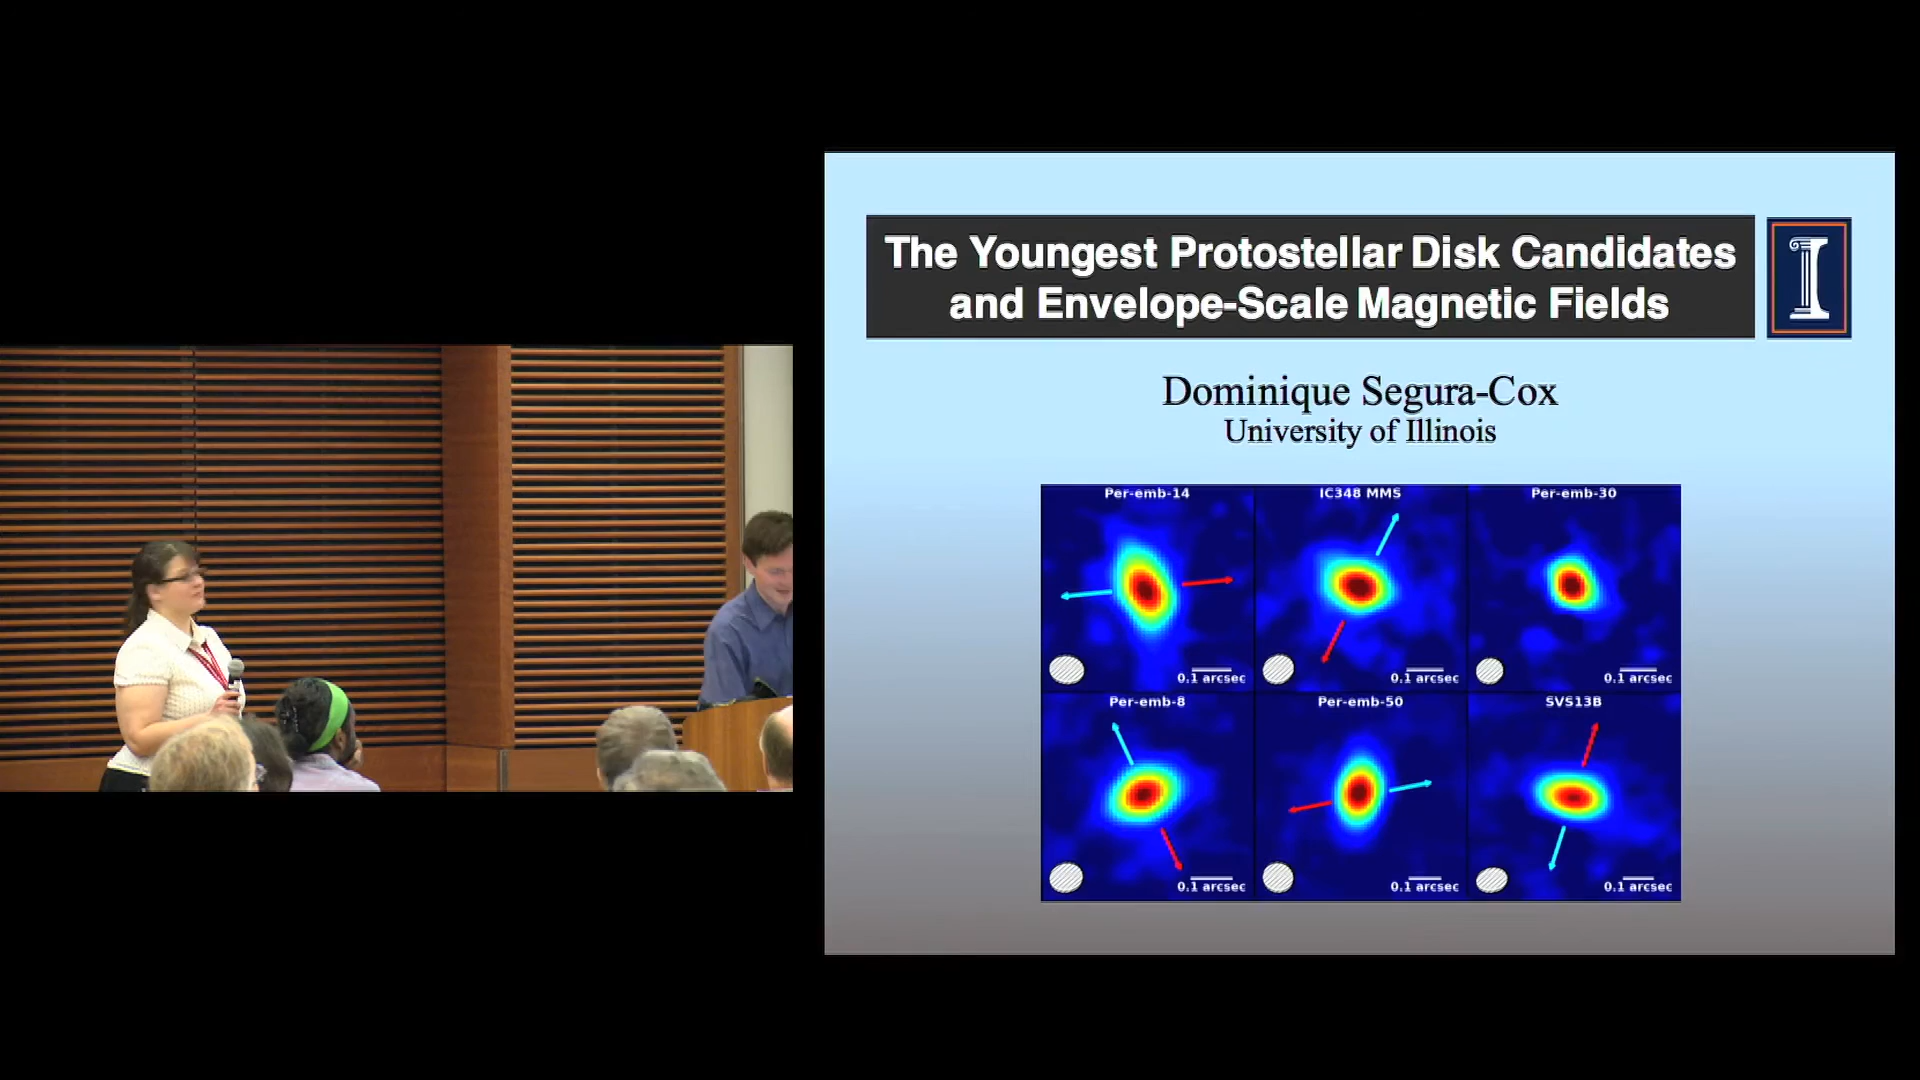 The Youngest Protostellar Disk Candidates
and Envelope-Scale Magnetic Fields
Dominique Segura-Cox
University of Illinois
Per-emb-14
IC348 MMS
Per-emb-30
0.1 arcsec
0.1 arcsec
0.1 arcsec
Per-emb-8
Per-emb-50
SVS13B
0.1 arcsec
0.1 arcsec
0.1 arcsec